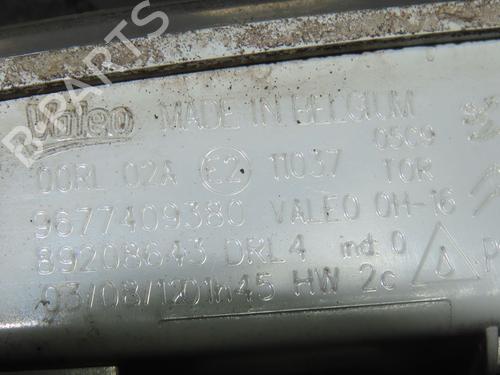 Valeo MADE IN BELGIUM
0509
00RL 02A E2 11037 TOR
9677409380 VALEO OH-16
89208643 DRL4 ind 0
03/08/1201h45 HW 2c